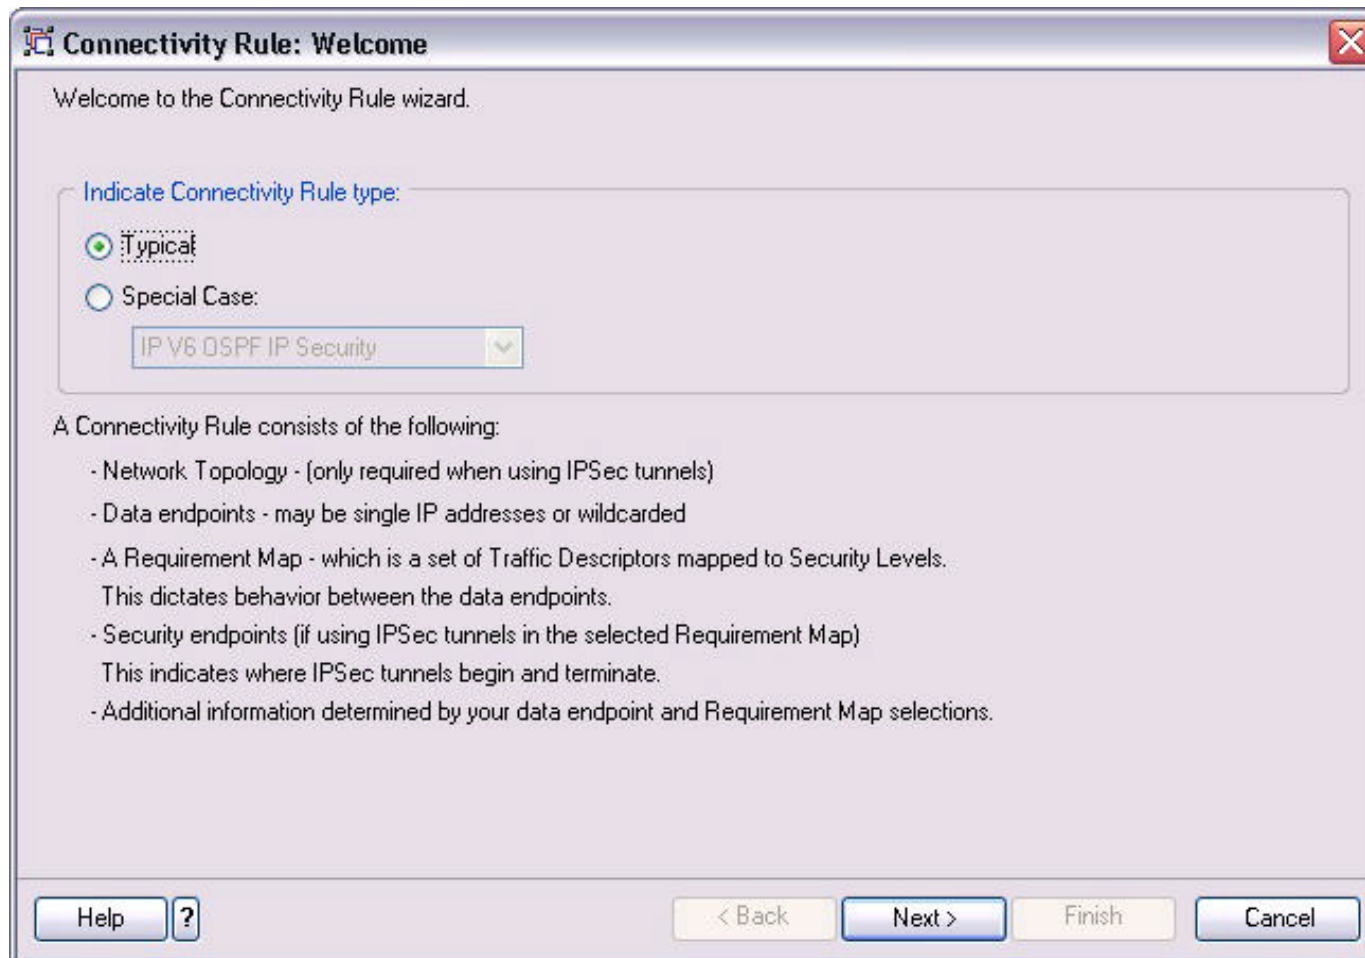 Connectivity Rule: Welcome
Welcome to the Connectivity Rule wizard.
Indicate Connectivity Rule type:
Typical
Special Case:
IP V6 OSPF IP Security
A Connectivity Rule consists of the following:
- Network Topology - (only required when using IPSec tunnels)
- Data endpoints - may be single IP addresses or wildcarded
- A Requirement Map - which is a set of Traffic Descriptors mapped to Security Levels.
This dictates behavior between the data endpoints.
- Security endpoints (if using IPSec tunnels in the selected Requirement Map)
This indicates where IPSec tunnels begin and terminate.
- Additional information determined by your data endpoint and Requirement Map selections.
Help ? < Back Next > Finish Cancel